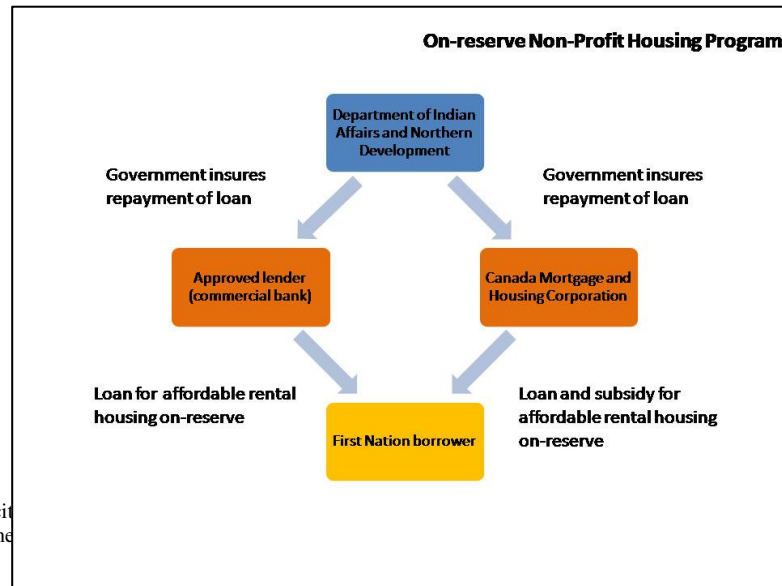 On-reserve Non-Profit Housing Program
Department of Indian
Affairs and Northern
Development
Government insures
repayment of loan
Government insures
repayment of loan
Approved lender
(commercial bank)
Canada Mortgage and
Housing Corporation
Loan for affordable rental
housing on-reserve
Loan and subsidy for
affordable rental housing
on-reserve
First Nation borrower